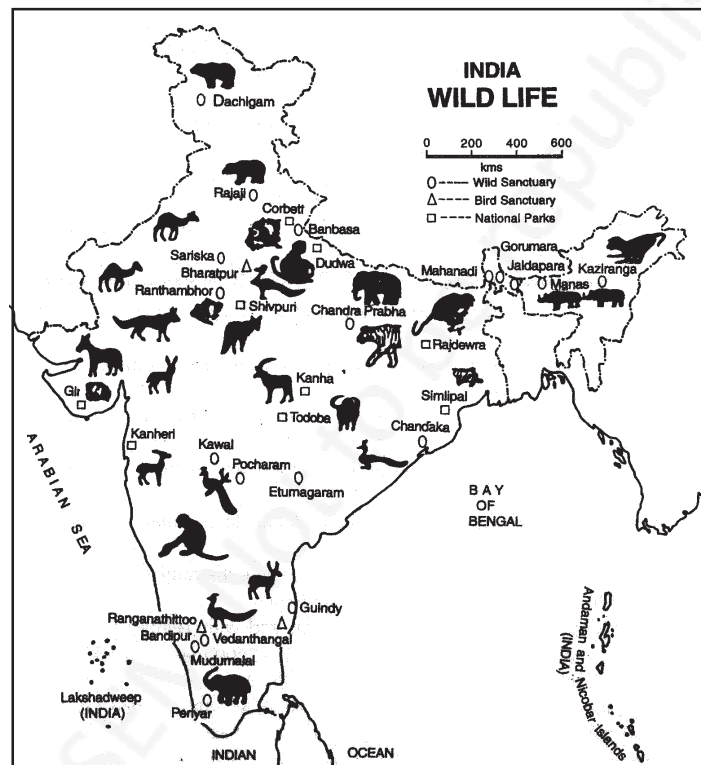 INDIA
WILD LIFE
0 200 400 600
kms
Wild Sanctuary
Bird Sanctuary
National Parks
Dachigam
Rajaji
Corbett
Banbasa
Dudwa
Sariska
Bharatpur
Ranthambhor
Shivpuri
Gorumara
Mahanadi
Jaldapara
Kaziranga
Manas
Chandra Prabha
Rajdewra
Kanha
Simlipal
Gir
Todoba
Chandaka
Kanheri
Kawal
Pocharam
Etumagaram
ARABIAN SEA
BAY
OF
BENGAL
Guindy
Ranganathittoo
Bandipur
Vedanthangal
Mudumalai
Periyar
Lakshadweep
(INDIA)
Andaman and Nicobar Islands
(INDIA)
INDIAN OCEAN